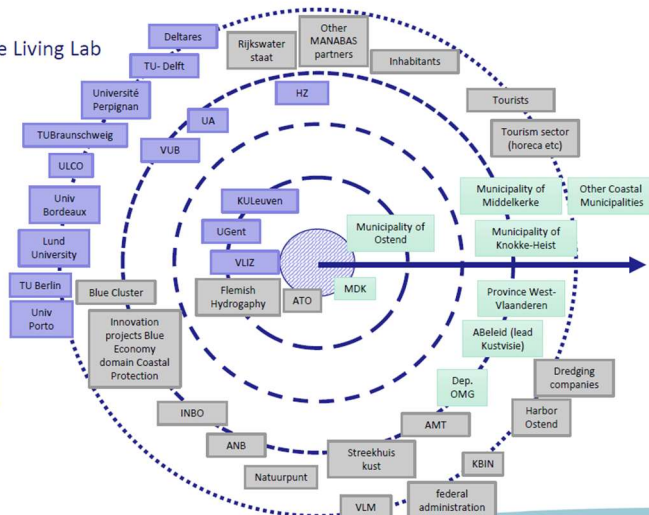 e Living Lab
Deltares
TU- Delft
Université
Perpignan
TUBraunschweig
ULCO
Univ
Bordeaux
Lund
University
TU Berlin
Univ
Porto
Rijkswater
staat
Other
MANABAS
partners
Inhabitants
HZ
UA
VUB
Tourists
Tourism sector
(horeca etc)
KULeuven
UGent
VLIZ
Flemish
Hydrogaphy
ATO
MDK
Municipality of
Ostend
Municipality of
Middelkerke
Other Coastal
Municipalities
Municipality of
Knokke-Heist
Province West-
Vlaanderen
ABeleid (lead
Kustvisie)
Dep.
OMG
Blue Cluster
Innovation
projects Blue
Economy
domain Coastal
Protection
INBO
ANB
Natuurpunt
Streekhuis
kust
AMT
VLM
KBIN
federal
administration
Dredging
companies
Harbor
Ostend